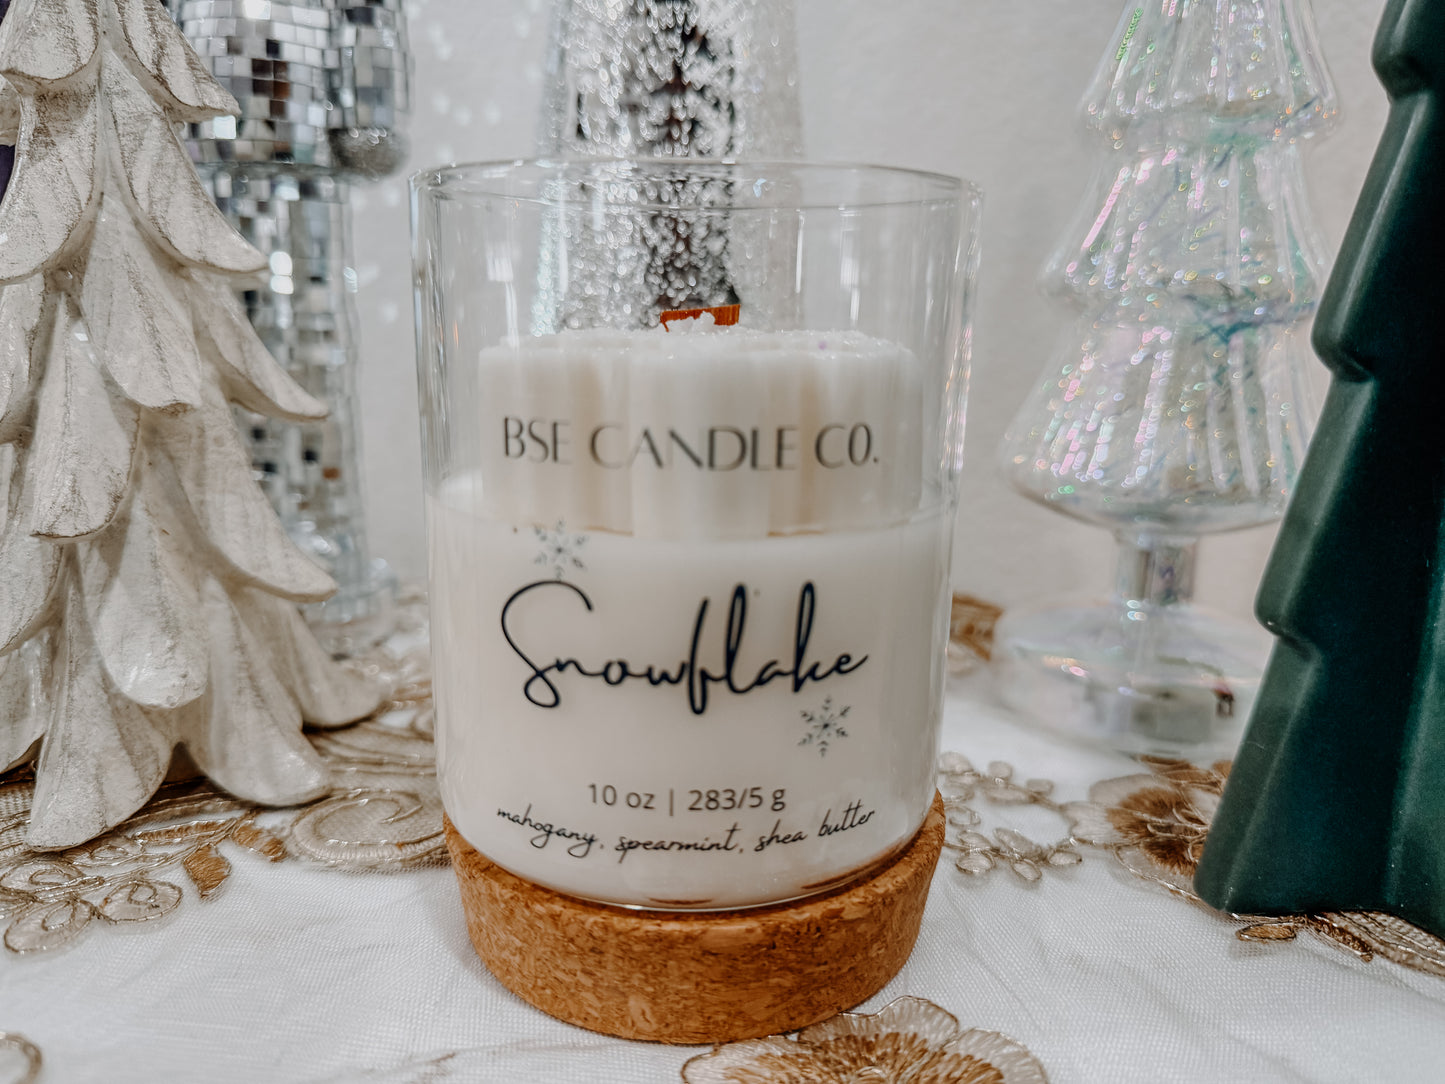 BSE CANDLE CO.
Snowflake
10 oz | 283/5 g
mahogany, spearmint, shea butter